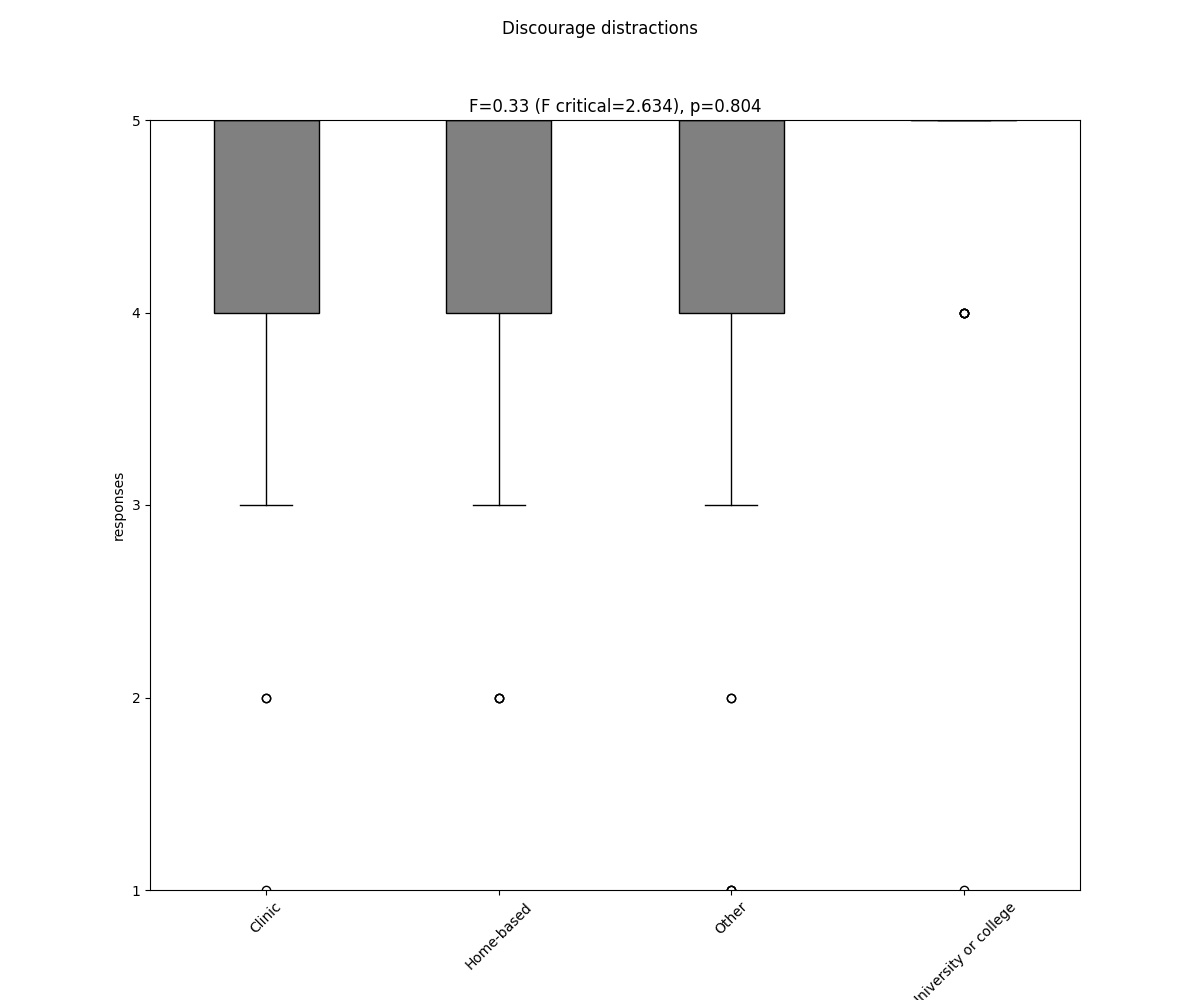 Discourage distractions
F=0.33 (F critical=2.634), p=0.804
5
4
3
2
1
responses
Clinic
Home-based
Other
University or college